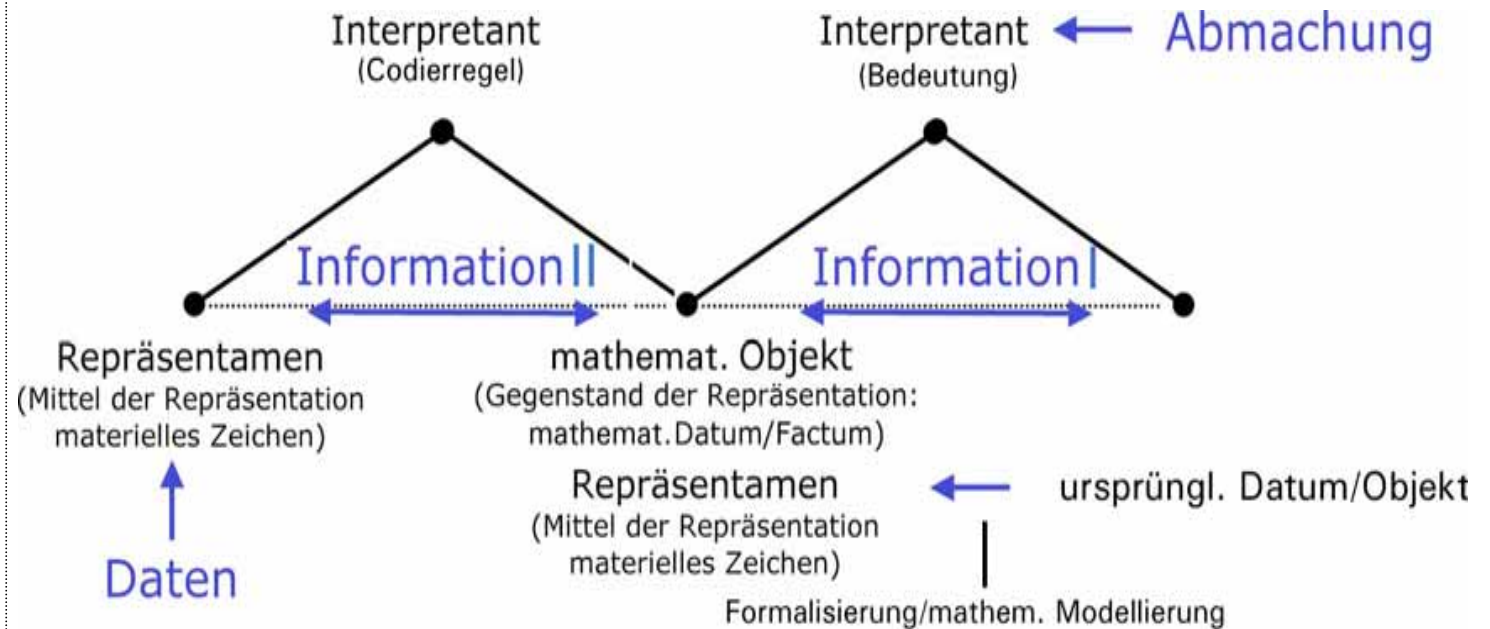 Interpretant
(Codierregel)
Interpretant
(Bedeutung)
Abmachung
Information II
Information I
Repräsentamen
(Mittel der Repräsentation
materielles Zeichen)
mathemat. Objekt
(Gegenstand der Repräsentation:
mathemat.Datum/Factum)
Repräsentamen
(Mittel der Repräsentation
materielles Zeichen)
ursprüngl. Datum/Objekt
Daten
Formalisierung/mathem. Modellierung